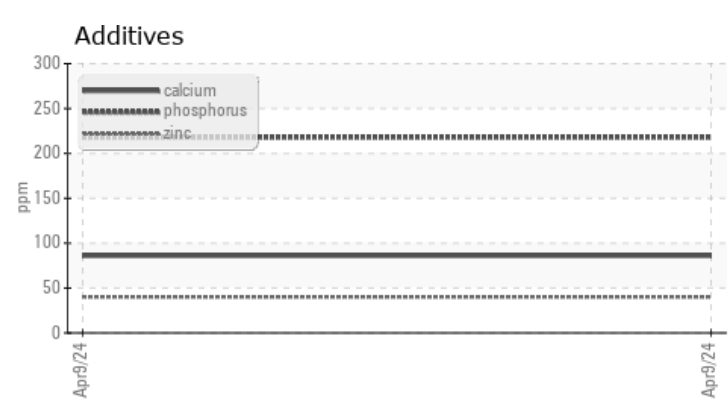 Additives
300
250
200
150
100
50
0
ppm
calcium
phosphorus
zinc
Apr9/24
Apr9/24